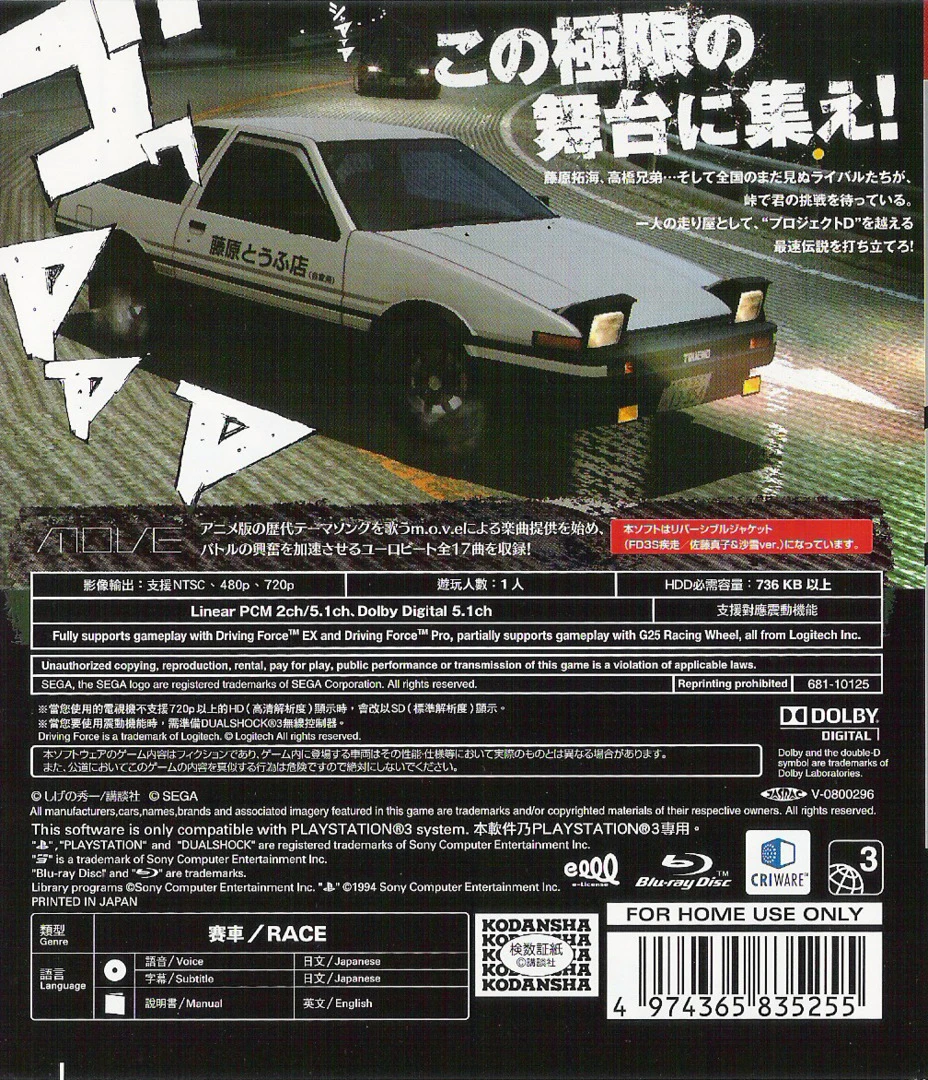 シャアァ
この極限の
舞台に集え!
ゴァ
藤原拓海、高橋兄弟…そして全国のまだ見ぬライバルたちが、
峠で君の挑戦を待っている。
一人の走り屋として、“プロジェクトD”を越える
最速伝説を打ち立てろ!
藤原とうふ店(自家用)
TRUENO
MOVE
アニメ版の歴代テーマソングを歌うm.o.v.eによる楽曲提供を始め、
バトルの興奮を加速させるユーロビート全17曲を収録!
本ソフトはリバーシブルジャケット
(FD3S疾走/佐藤真子&沙雪ver.)になっています。
影像輸出:支援NTSC、480p、720p
遊玩人數:1人
HDD必需容量:736 KB 以上
Linear PCM 2ch/5.1ch、Dolby Digital 5.1ch
支援對應震動機能
Fully supports gameplay with Driving Force™ EX and Driving Force™ Pro, partially supports gameplay with G25 Racing Wheel, all from Logitech Inc.
Unauthorized copying, reproduction, rental, pay for play, public performance or transmission of this game is a violation of applicable laws.
SEGA, the SEGA logo are registered trademarks of SEGA Corporation. All rights reserved.
Reprinting prohibited
681-10125
※當您使用的電視機不支援720p以上的HD(高清解析度)顯示時,會改以SD(標準解析度)顯示。
※當您要使用震動機能時,需準備DUALSHOCK®3無線控制器。
Driving Force is a trademark of Logitech. © Logitech All rights reserved.
DOLBY
DIGITAL
本ソフトウェアのゲーム内容はフィクションであり、ゲーム内に登場する車両はその性能・仕様等において実際のものとは異なる場合があります。
また、公道においてこのゲームの内容を真似する行為は危険ですので絶対にしないでください。
Dolby and the double-D
symbol are trademarks of
Dolby Laboratories.
© しげの秀一/講談社 © SEGA
JASRAC V-0800296
All manufacturers,cars,names,brands and associated imagery featured in this game are trademarks and/or copyrighted materials of their respective owners. All rights reserved.
This software is only compatible with PLAYSTATION®3 system. 本軟件乃PLAYSTATION®3専用。
"", "PLAYSTATION" and "DUALSHOCK" are registered trademarks of Sony Computer Entertainment Inc.
"" is a trademark of Sony Computer Entertainment Inc.
"Blu-ray Disc" and "" are trademarks.
Library programs ©Sony Computer Entertainment Inc. "" ©1994 Sony Computer Entertainment Inc.
PRINTED IN JAPAN
e-License
Blu-ray Disc™
CRIWARE™
3
類型
Genre
賽車/RACE
語言
Language
語音/Voice
日文/Japanese
字幕/Subtitle
日文/Japanese
說明書/Manual
英文/English
KODANSHA
KODANSHA
検数証紙
©講談社
KODANSHA
KODANSHA
FOR HOME USE ONLY
4 974365 835255